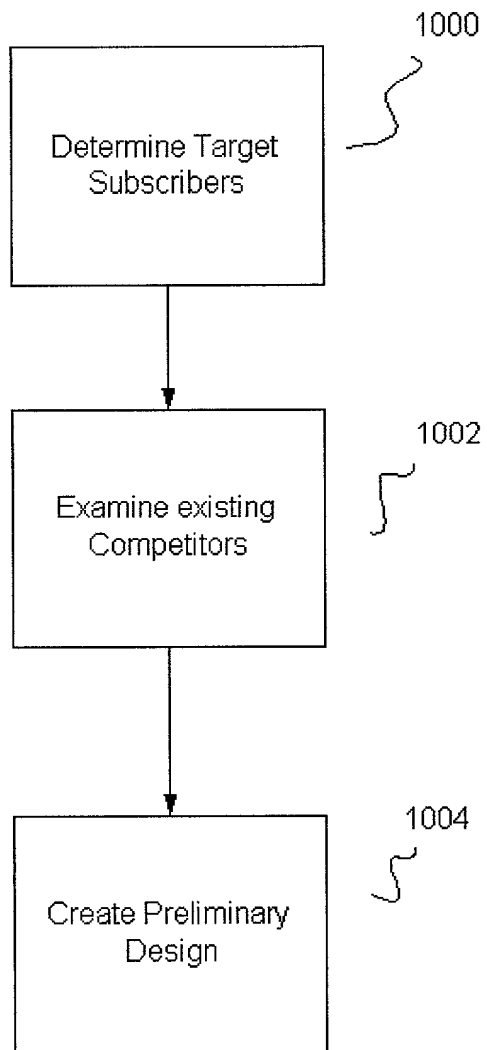 1000
Determine Target
Subscribers
1002
Examine existing
Competitors
1004
Create Preliminary
Design